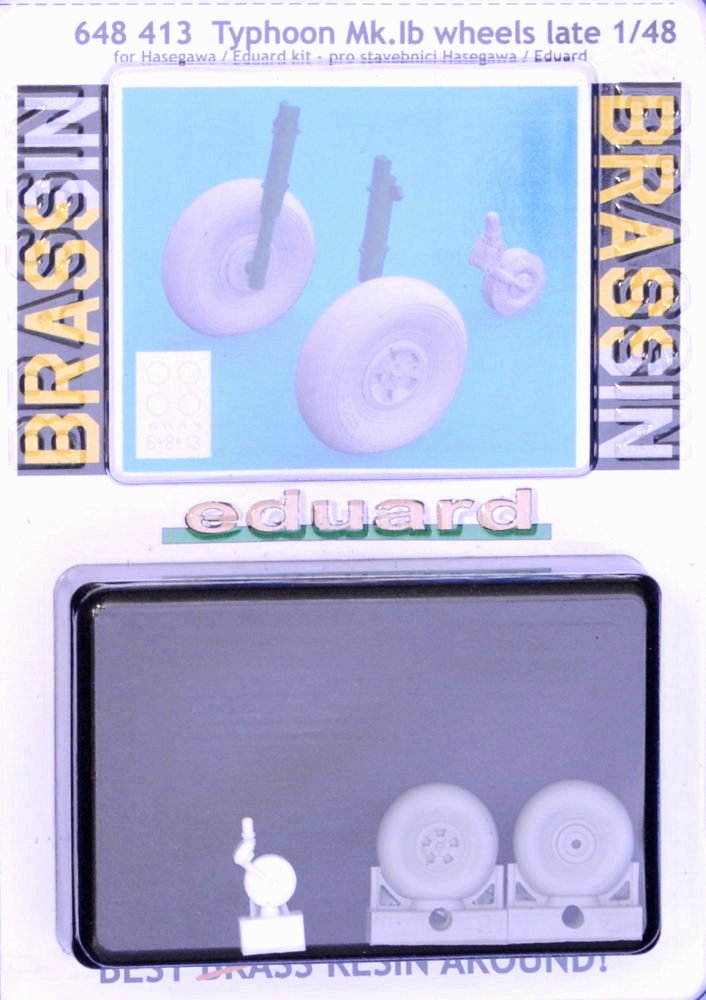 648 413 Typhoon Mk.Ib wheels late 1/48
for Hasegawa / Eduard kit - pro stavebnici Hasegawa / Eduard
BRASSIN
BRASSIN
648413
eduard
BEST BRASS RESIN AROUND!